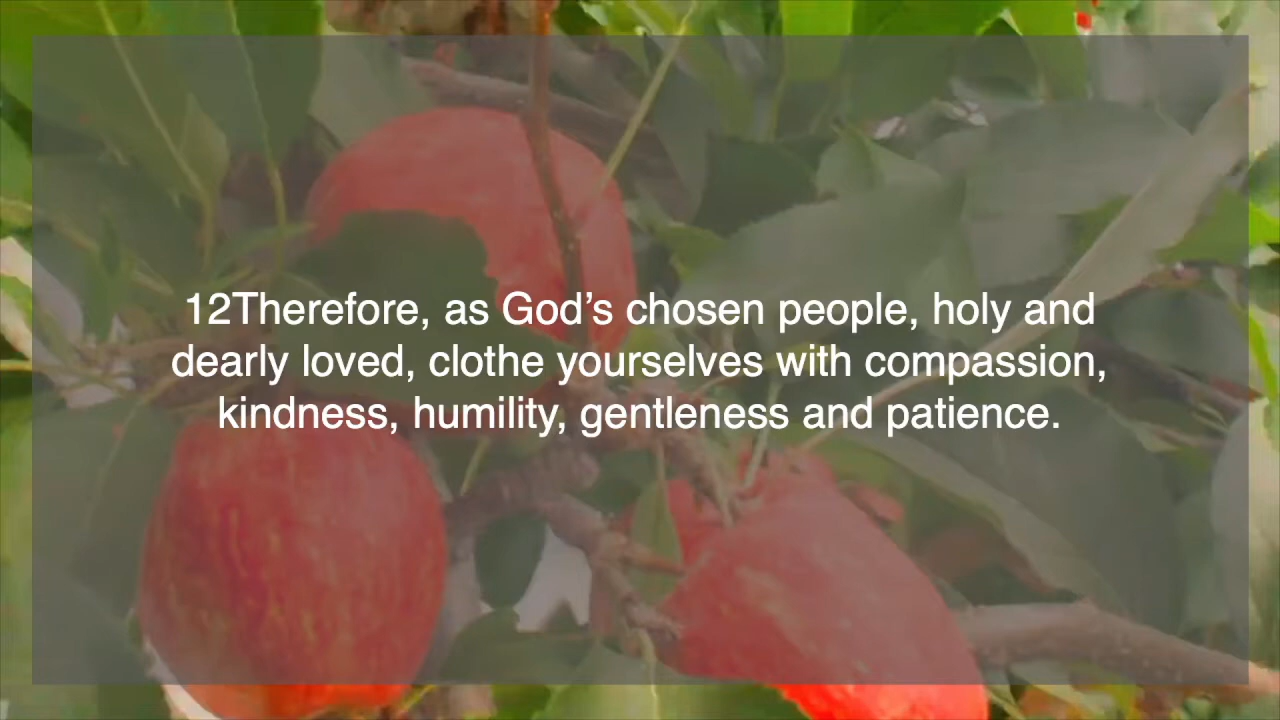 12Therefore, as God’s chosen people, holy and
dearly loved, clothe yourselves with compassion,
kindness, humility, gentleness and patience.